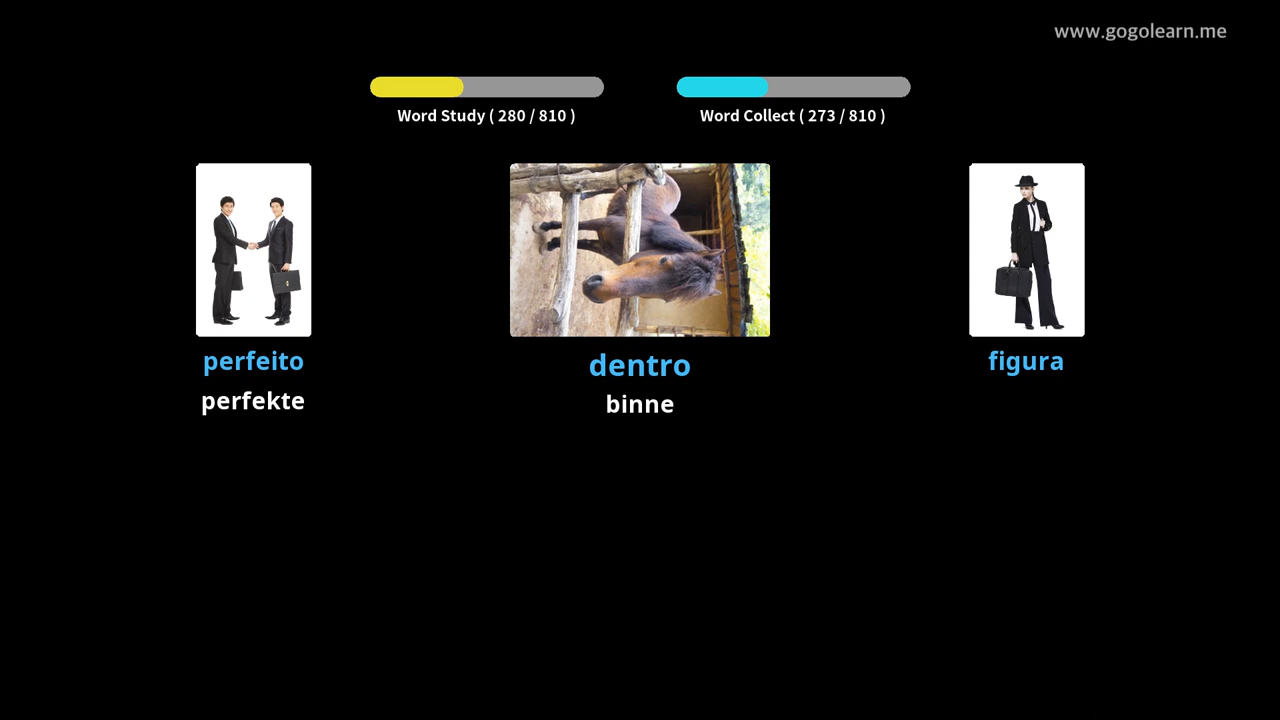 www.gogolearn.me
Word Study ( 280 / 810 )
Word Collect ( 273 / 810 )
perfeito
perfekte
dentro
binne
figura